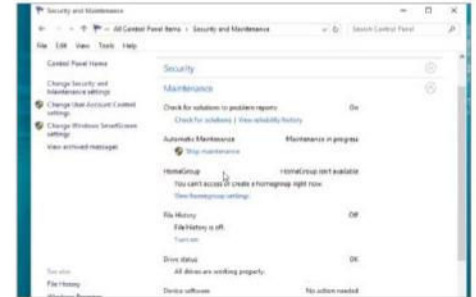 Security and Maintenance
All Control Panel Items › Security and Maintenance
Search Control Panel
File Edit View Tools Help
Control Panel Home
Change Security and
Maintenance settings
Change User Account Control
settings
Change Windows SmartScreen
settings
View archived messages
Security
Maintenance
Check for solutions to problem reports On
Check for solutions | View reliability history
Automatic Maintenance Maintenance in progress
Stop maintenance
HomeGroup HomeGroup isn't available
You can't access or create a homegroup right now.
View homegroup settings
File History Off
File History is off.
Turn on
Drive status OK
All drives are working properly.
Device software No action needed
See also
File History